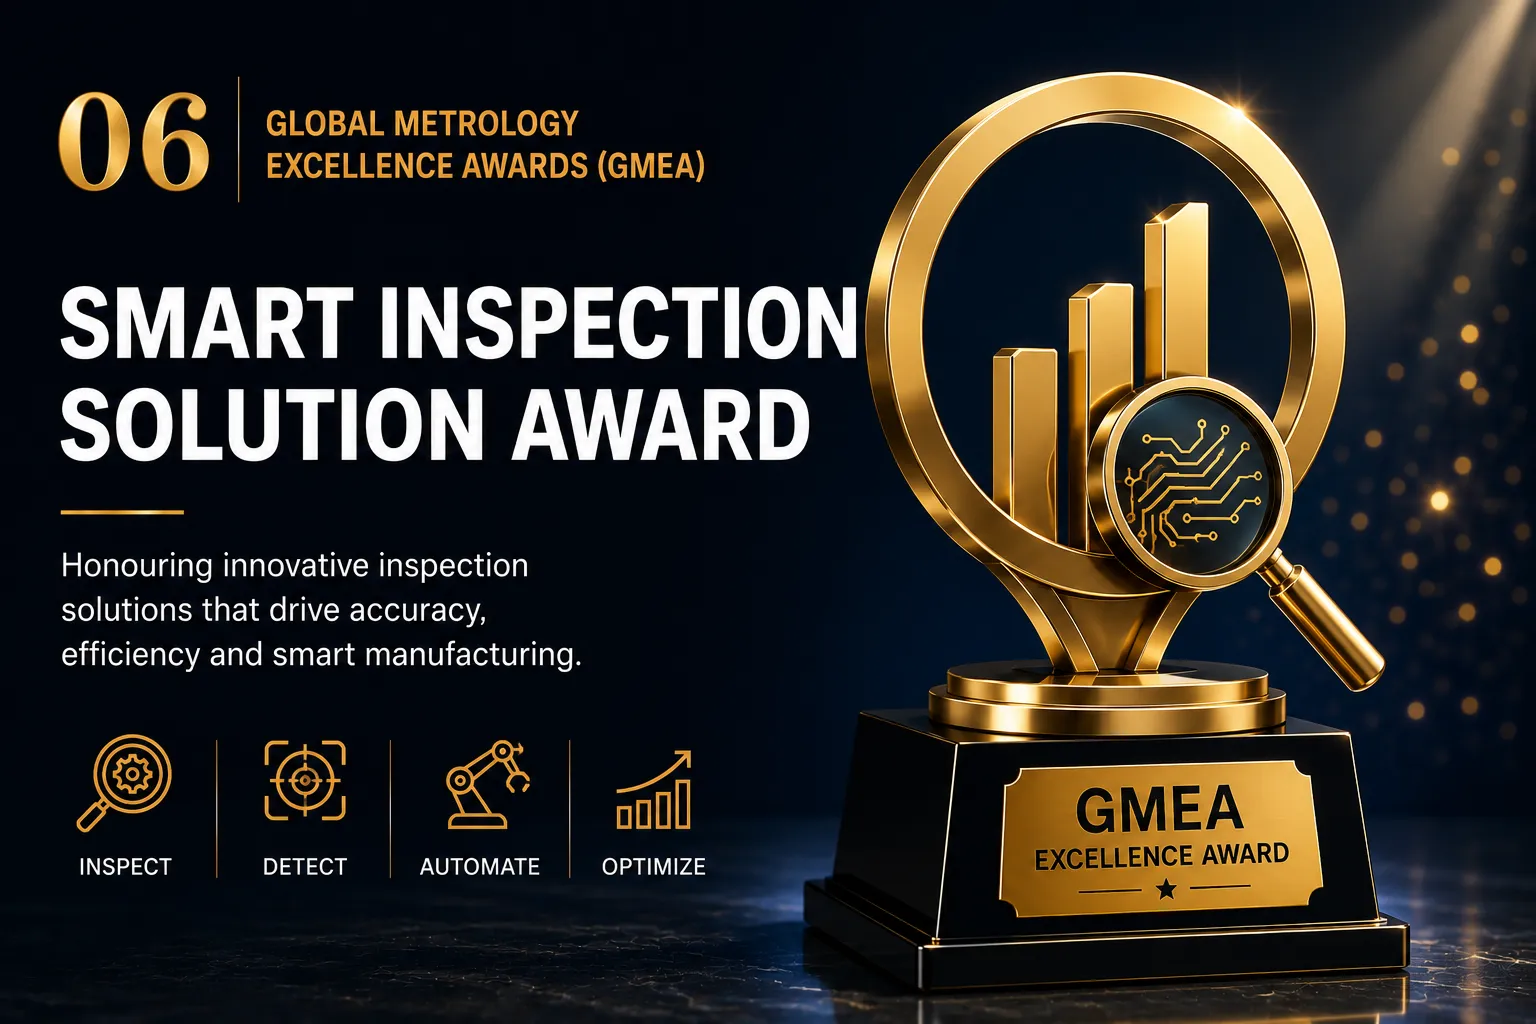 06
GLOBAL METROLOGY
EXCELLENCE AWARDS (GMEA)
SMART INSPECTION
SOLUTION AWARD
Honouring innovative inspection
solutions that drive accuracy,
efficiency and smart manufacturing.
INSPECT
DETECT
AUTOMATE
OPTIMIZE
GMEA
EXCELLENCE AWARD